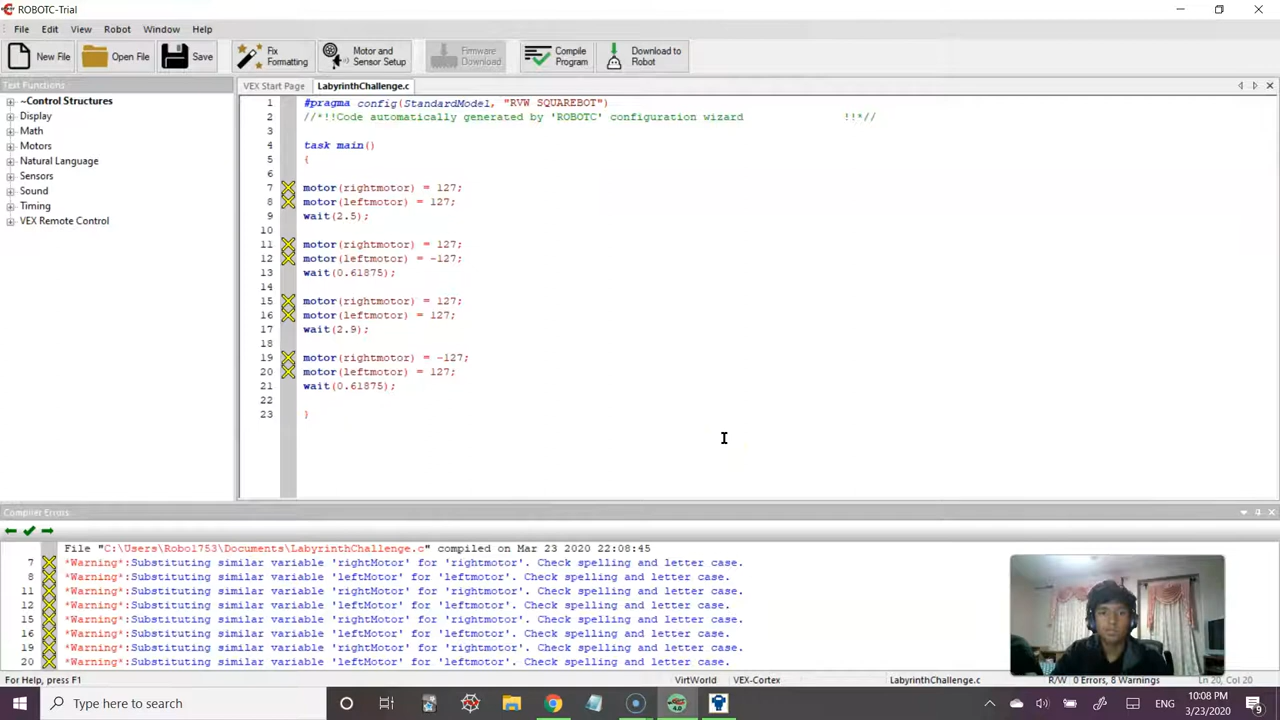 ROBOTC-Trial
File Edit View Robot Window Help
New File Open File Save Fix Formatting Motor and Sensor Setup Firmware Download Compile Program Download to Robot
Text Functions
VEX Start Page LabyrinthChallenge.c
~Control Structures
Display
Math
Motors
Natural Language
Sensors
Sound
Timing
VEX Remote Control
1 #pragma config(StandardModel, "RVW SQUAREBOT")
2 //*!!Code automatically generated by 'ROBOTC' configuration wizard !!*//
3
4 task main()
5 {
6
7 motor(rightmotor) = 127;
8 motor(leftmotor) = 127;
9 wait(2.5);
10
11 motor(rightmotor) = 127;
12 motor(leftmotor) = -127;
13 wait(0.61875);
14
15 motor(rightmotor) = 127;
16 motor(leftmotor) = 127;
17 wait(2.9);
18
19 motor(rightmotor) = -127;
20 motor(leftmotor) = 127;
21 wait(0.61875);
22
23 }
Compiler Errors
File "C:\Users\Robo1753\Documents\LabyrinthChallenge.c" compiled on Mar 23 2020 22:08:45
7 *Warning*:Substituting similar variable 'rightMotor' for 'rightmotor'. Check spelling and letter case.
8 *Warning*:Substituting similar variable 'leftMotor' for 'leftmotor'. Check spelling and letter case.
11 *Warning*:Substituting similar variable 'rightMotor' for 'rightmotor'. Check spelling and letter case.
12 *Warning*:Substituting similar variable 'leftMotor' for 'leftmotor'. Check spelling and letter case.
15 *Warning*:Substituting similar variable 'rightMotor' for 'rightmotor'. Check spelling and letter case.
16 *Warning*:Substituting similar variable 'leftMotor' for 'leftmotor'. Check spelling and letter case.
19 *Warning*:Substituting similar variable 'rightMotor' for 'rightmotor'. Check spelling and letter case.
20 *Warning*:Substituting similar variable 'leftMotor' for 'leftmotor'. Check spelling and letter case.
For Help, press F1 VirtWorld VEX-Cortex LabyrinthChallenge.c R/W 0 Errors, 8 Warnings Ln 20, Col 20
Type here to search
4.0
ENG
10:08 PM
3/23/2020
9